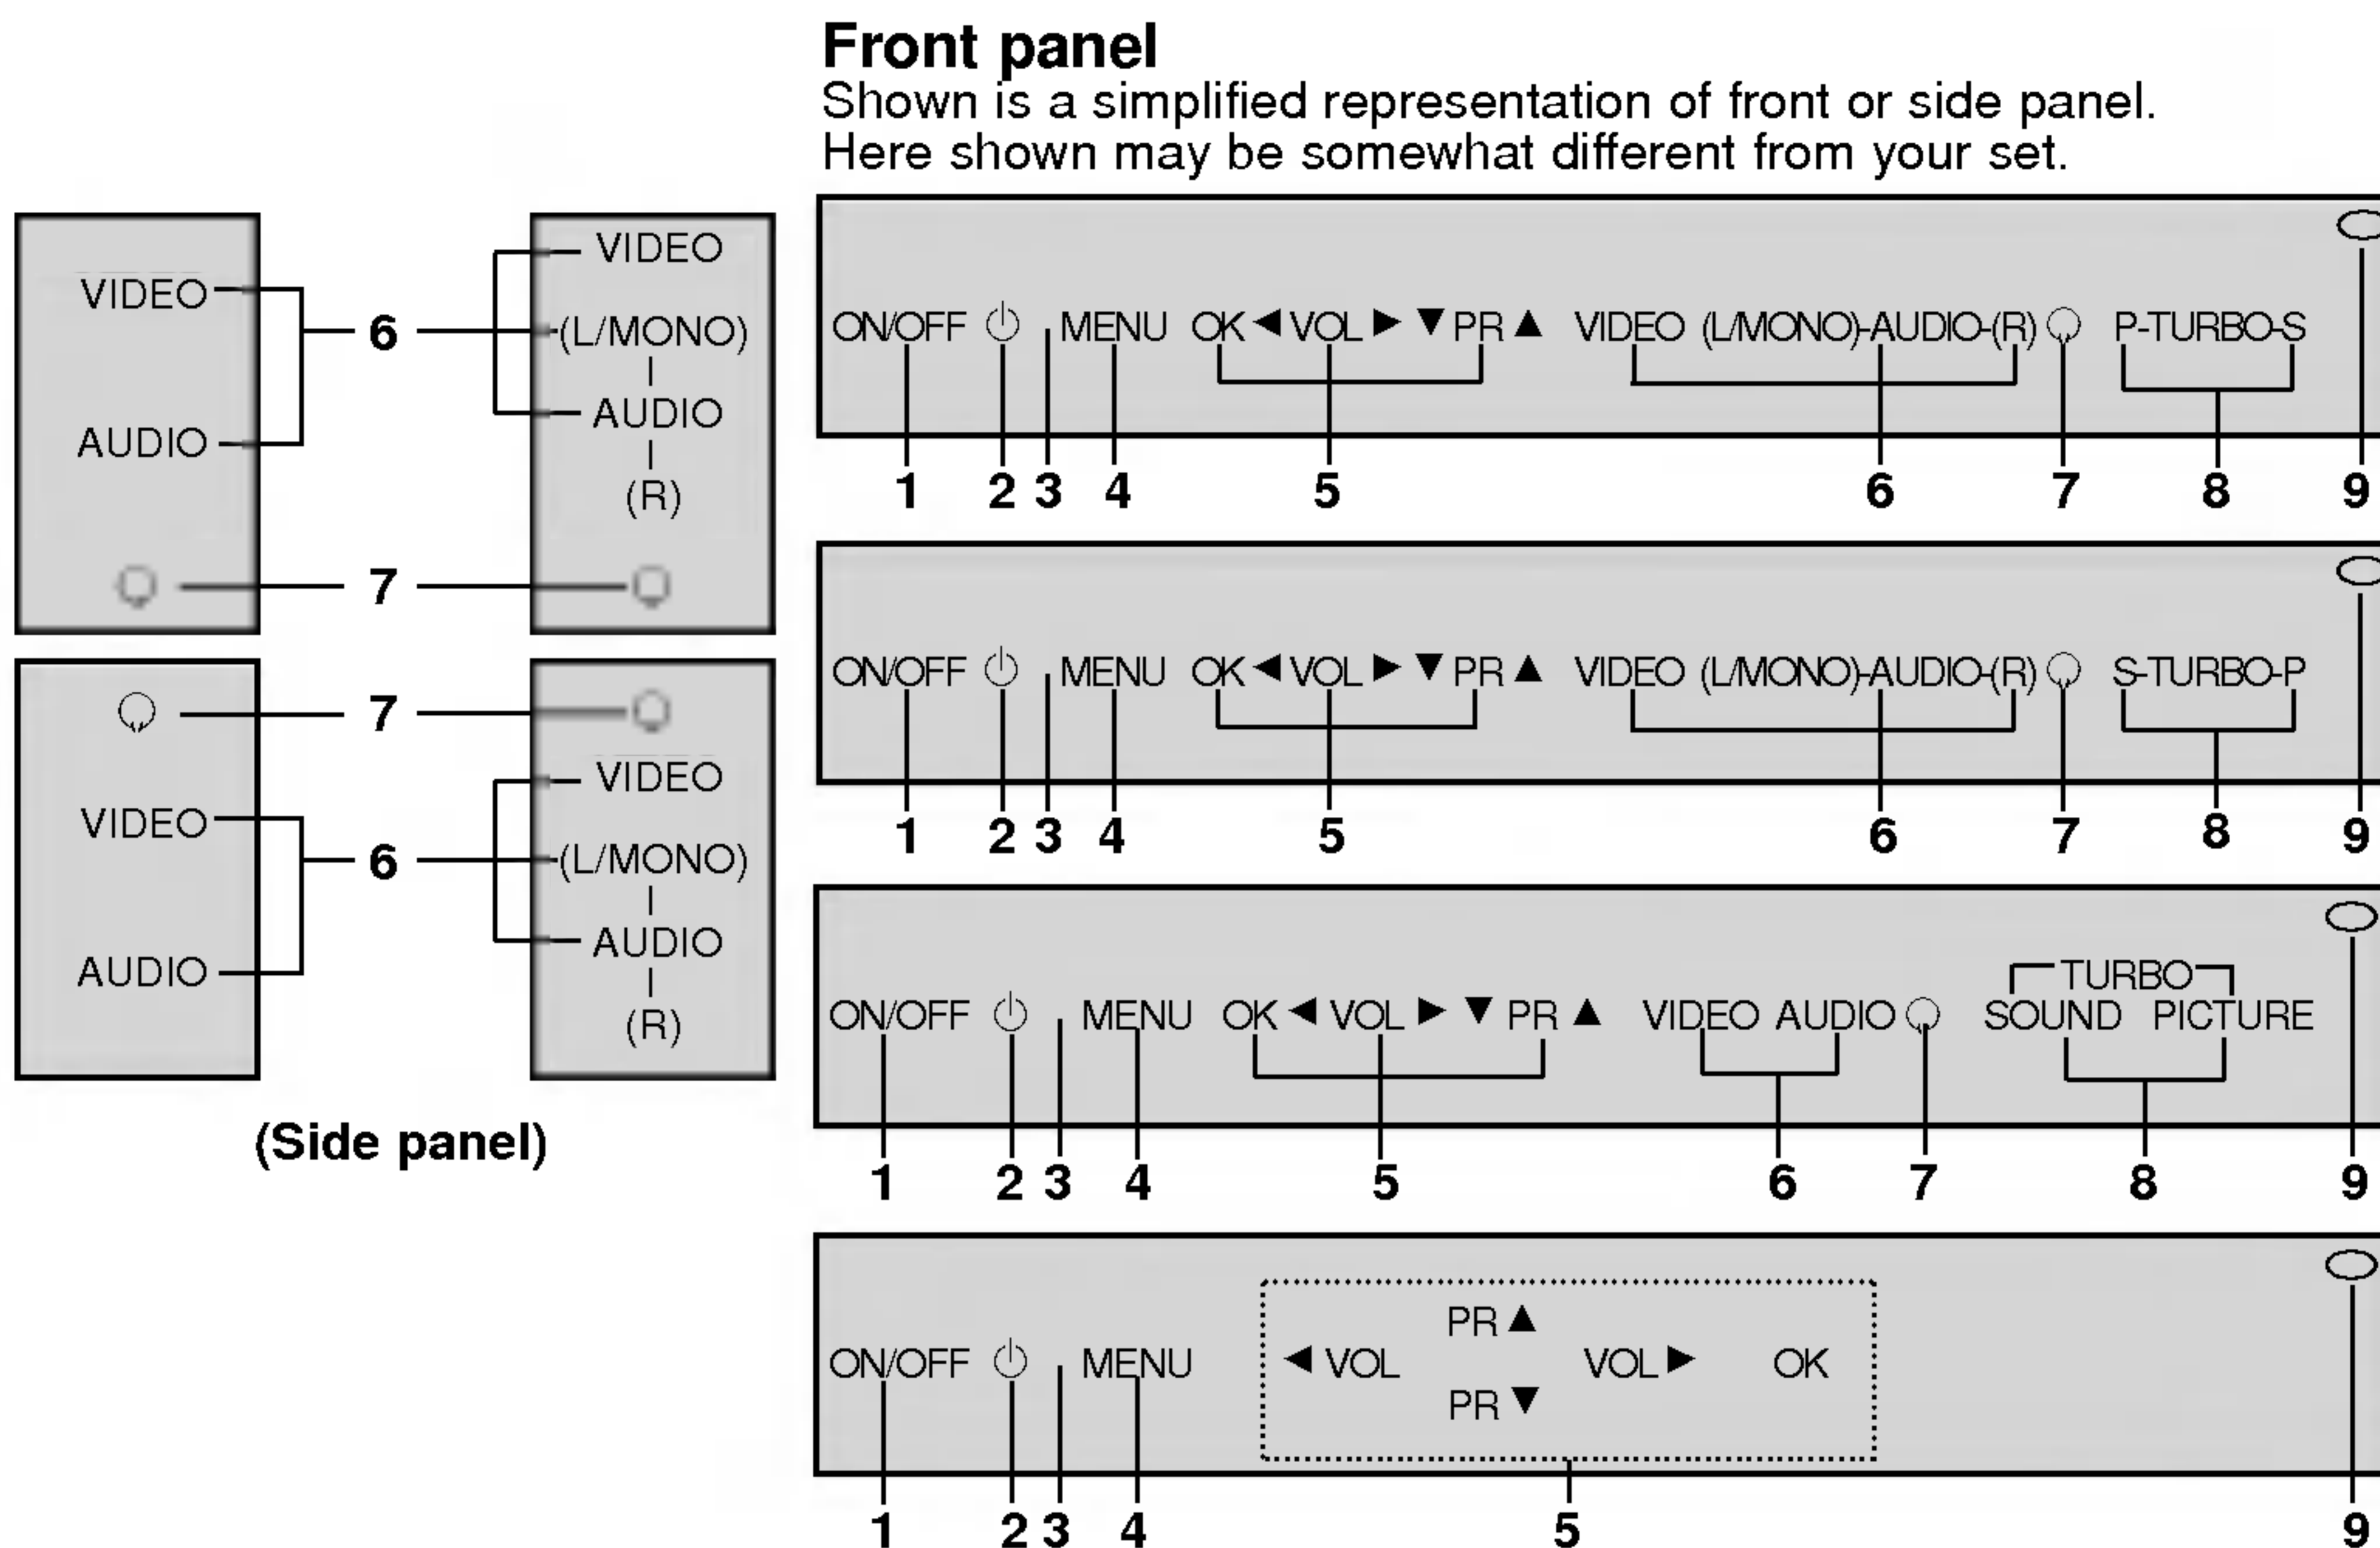 Front panel
Shown is a simplified representation of front or side panel.
Here shown may be somewhat different from your set.
VIDEO
AUDIO
6
VIDEO
(L/MONO)
AUDIO
(R)
7
7
VIDEO
AUDIO
6
VIDEO
(L/MONO)
AUDIO
(R)
(Side panel)
ON/OFF MENU OK ◀ VOL ▶ ▼ PR ▲ VIDEO (L/MONO)-AUDIO-(R) P-TURBO-S
1 2 3 4 5 6 7 8 9
ON/OFF MENU OK ◀ VOL ▶ ▼ PR ▲ VIDEO (L/MONO)-AUDIO-(R) S-TURBO-P
1 2 3 4 5 6 7 8 9
TURBO
ON/OFF MENU OK ◀ VOL ▶ ▼ PR ▲ VIDEO AUDIO SOUND PICTURE
1 2 3 4 5 6 7 8 9
PR ▲
ON/OFF MENU ◀ VOL VOL ▶ OK
PR ▼
1 2 3 4 5 9